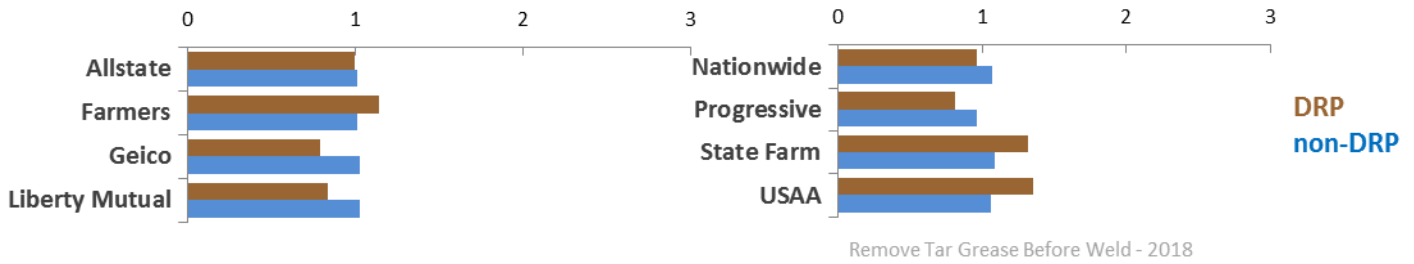 0 1 2 3
Allstate
Farmers
Geico
Liberty Mutual
0 1 2 3
Nationwide
Progressive
State Farm
USAA
DRP
non-DRP
Remove Tar Grease Before Weld - 2018